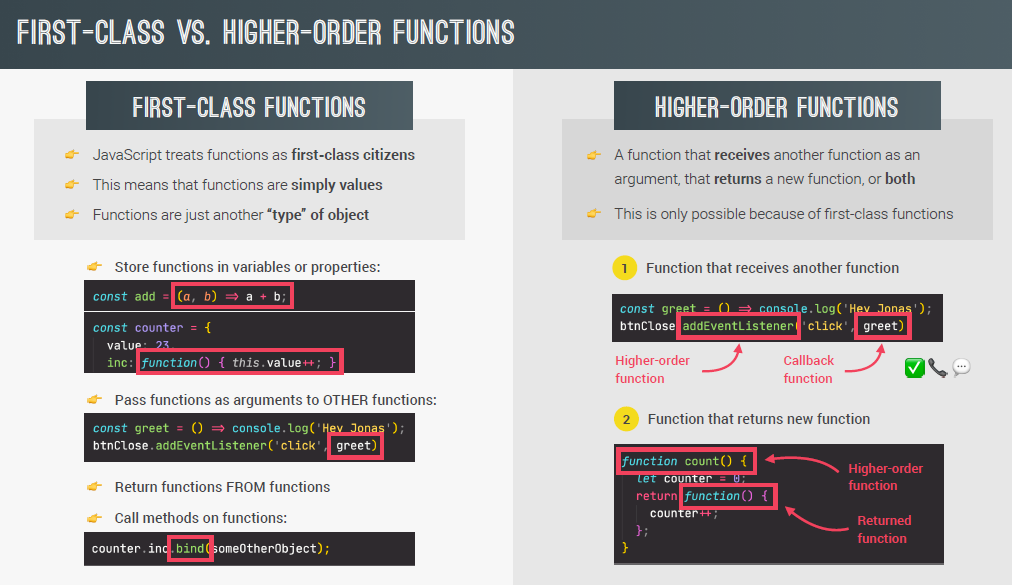 FIRST-CLASS VS. HIGHER-ORDER FUNCTIONS
FIRST-CLASS FUNCTIONS
JavaScript treats functions as first-class citizens
This means that functions are simply values
Functions are just another “type” of object
Store functions in variables or properties:
const add = (a, b) => a + b;
const counter = {
value: 23,
inc: function() { this.value++; }
Pass functions as arguments to OTHER functions:
const greet = () => console.log('Hey Jonas');
btnClose.addEventListener('click', greet)
Return functions FROM functions
Call methods on functions:
counter.inc.bind(someOtherObject);
HIGHER-ORDER FUNCTIONS
A function that receives another function as an
argument, that returns a new function, or both
This is only possible because of first-class functions
1 Function that receives another function
const greet = () => console.log('Hey Jonas');
btnClose.addEventListener('click', greet)
Higher-order
function
Callback
function
2 Function that returns new function
function count() {
let counter = 0;
return function() {
counter++;
};
}
Higher-order
function
Returned
function